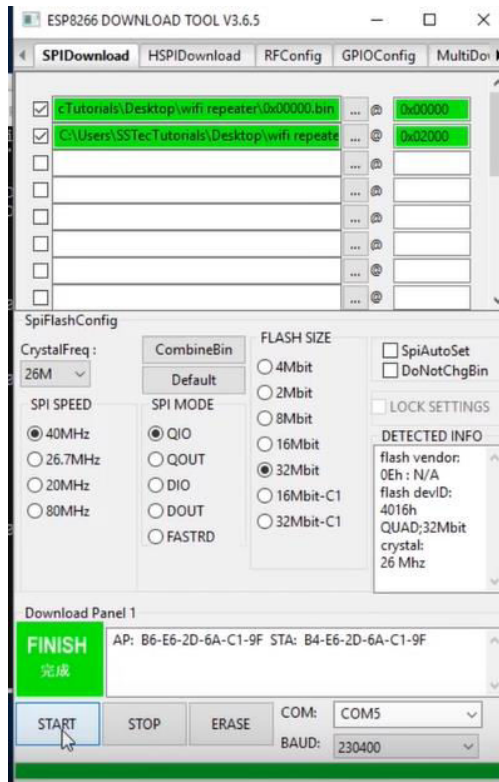 ESP8266 DOWNLOAD TOOL V3.6.5
SPIDownload HSPIDownload RFConfig GPIOConfig MultiDo
cTutorials\Desktop\wifi repeater\0x00000.bin ... @ 0x00000
C:\Users\SSTecTutorials\Desktop\wifi repeate ... @ 0x02000
... @
... @
... @
... @
... @
... @
SpiFlashConfig
CrystalFreq :
26M
CombineBin
Default
SPI SPEED
40MHz
26.7MHz
20MHz
80MHz
SPI MODE
QIO
QOUT
DIO
DOUT
FASTRD
FLASH SIZE
4Mbit
2Mbit
8Mbit
16Mbit
32Mbit
16Mbit-C1
32Mbit-C1
SpiAutoSet
DoNotChgBin
LOCK SETTINGS
DETECTED INFO
flash vendor:
0Eh : N/A
flash devID:
4016h
QUAD;32Mbit
crystal:
26 Mhz
Download Panel 1
FINISH
完成
AP: B6-E6-2D-6A-C1-9F STA: B4-E6-2D-6A-C1-9F
START STOP ERASE
COM: COM5
BAUD: 230400